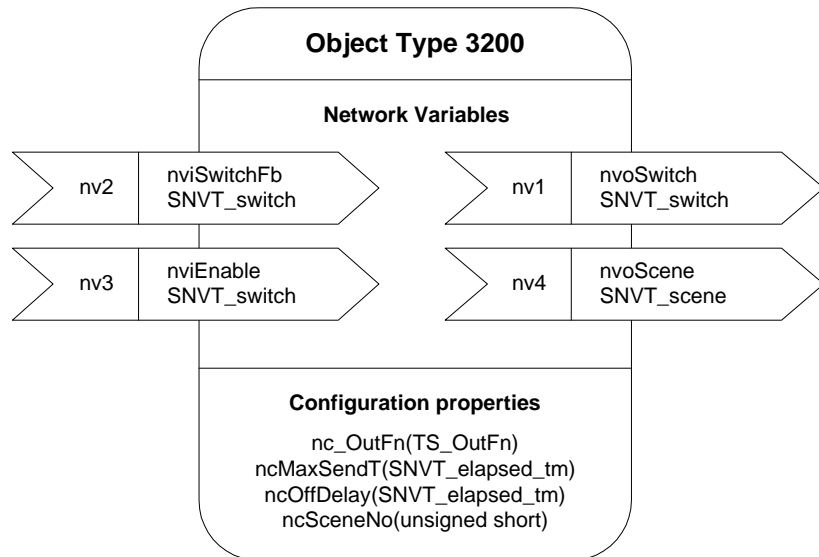 Object Type 3200
Network Variables
nv2
nviSwitchFb
SNVT_switch
nv1
nvoSwitch
SNVT_switch
nv3
nviEnable
SNVT_switch
nv4
nvoScene
SNVT_scene
Configuration properties
nc_OutFn(TS_OutFn)
ncMaxSendT(SNVT_elapsed_tm)
ncOffDelay(SNVT_elapsed_tm)
ncSceneNo(unsigned short)